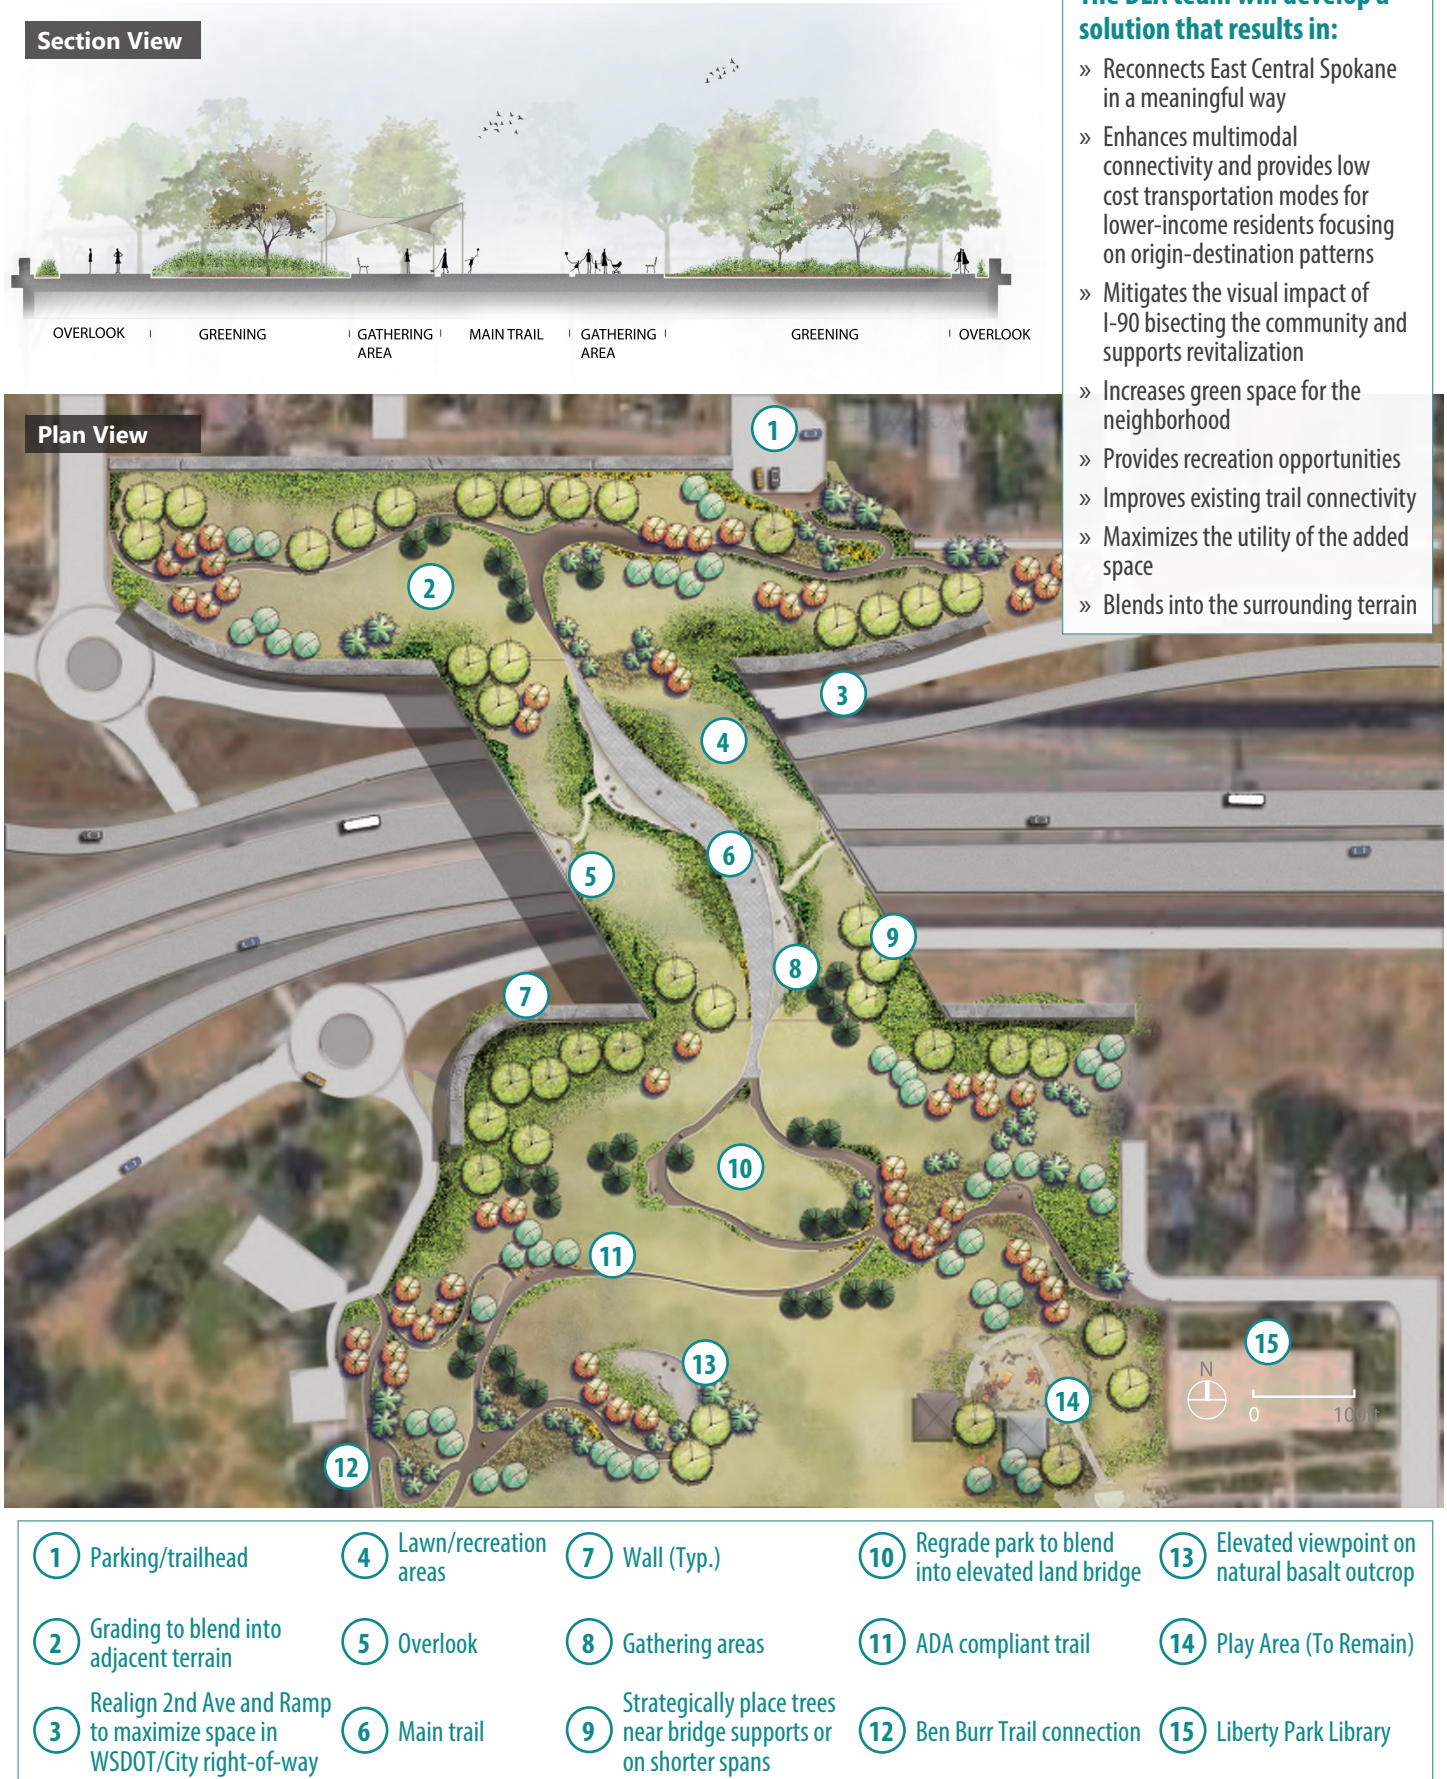 Section View
OVERLOOK
GREENING
GATHERING
AREA
MAIN TRAIL
GATHERING
AREA
GREENING
OVERLOOK
The DEA team will develop a
solution that results in:
» Reconnects East Central Spokane
in a meaningful way
» Enhances multimodal
connectivity and provides low
cost transportation modes for
lower-income residents focusing
on origin-destination patterns
» Mitigates the visual impact of
I-90 bisecting the community and
supports revitalization
» Increases green space for the
neighborhood
» Provides recreation opportunities
» Improves existing trail connectivity
» Maximizes the utility of the added
space
» Blends into the surrounding terrain
Plan View
1
2
3
4
5
6
7
8
9
10
11
12
13
14
15
N
0
100ft
1 Parking/trailhead
2 Grading to blend into
adjacent terrain
3 Realign 2nd Ave and Ramp
to maximize space in
WSDOT/City right-of-way
4 Lawn/recreation
areas
5 Overlook
6 Main trail
7 Wall (Typ.)
8 Gathering areas
9 Strategically place trees
near bridge supports or
on shorter spans
10 Regrade park to blend
into elevated land bridge
11 ADA compliant trail
12 Ben Burr Trail connection
13 Elevated viewpoint on
natural basalt outcrop
14 Play Area (To Remain)
15 Liberty Park Library